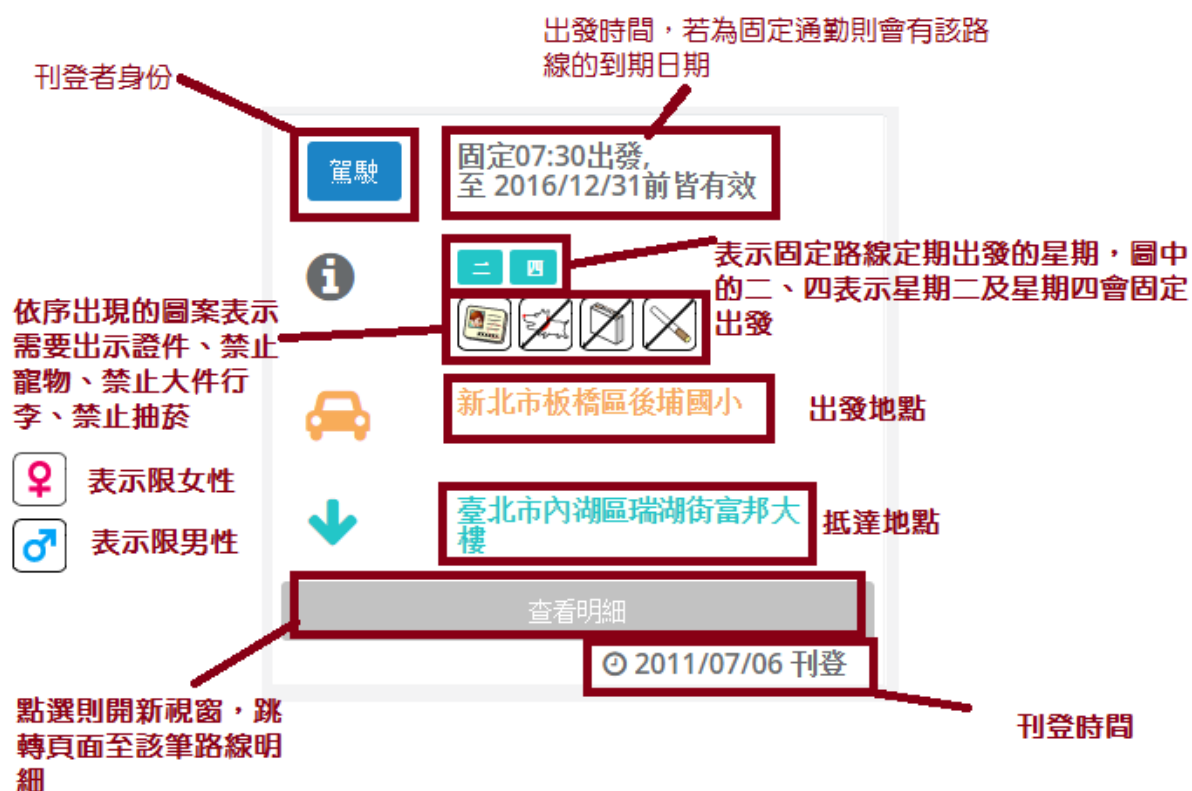 出發時間，若為固定通勤則會有該路
線的到期日期
刊登者身份
駕駛
固定07:30出發,
至 2016/12/31前皆有效
二 四
表示固定路線定期出發的星期，圖中
的二、四表示星期二及星期四會固定
出發
依序出現的圖案表示
需要出示證件、禁止
寵物、禁止大件行
李、禁止抽菸
新北市板橋區後埔國小
出發地點
表示限女性
表示限男性
臺北市內湖區瑞湖街富邦大
樓
抵達地點
查看明細
2011/07/06 刊登
點選則開新視窗，跳
轉頁面至該筆路線明
細
刊登時間